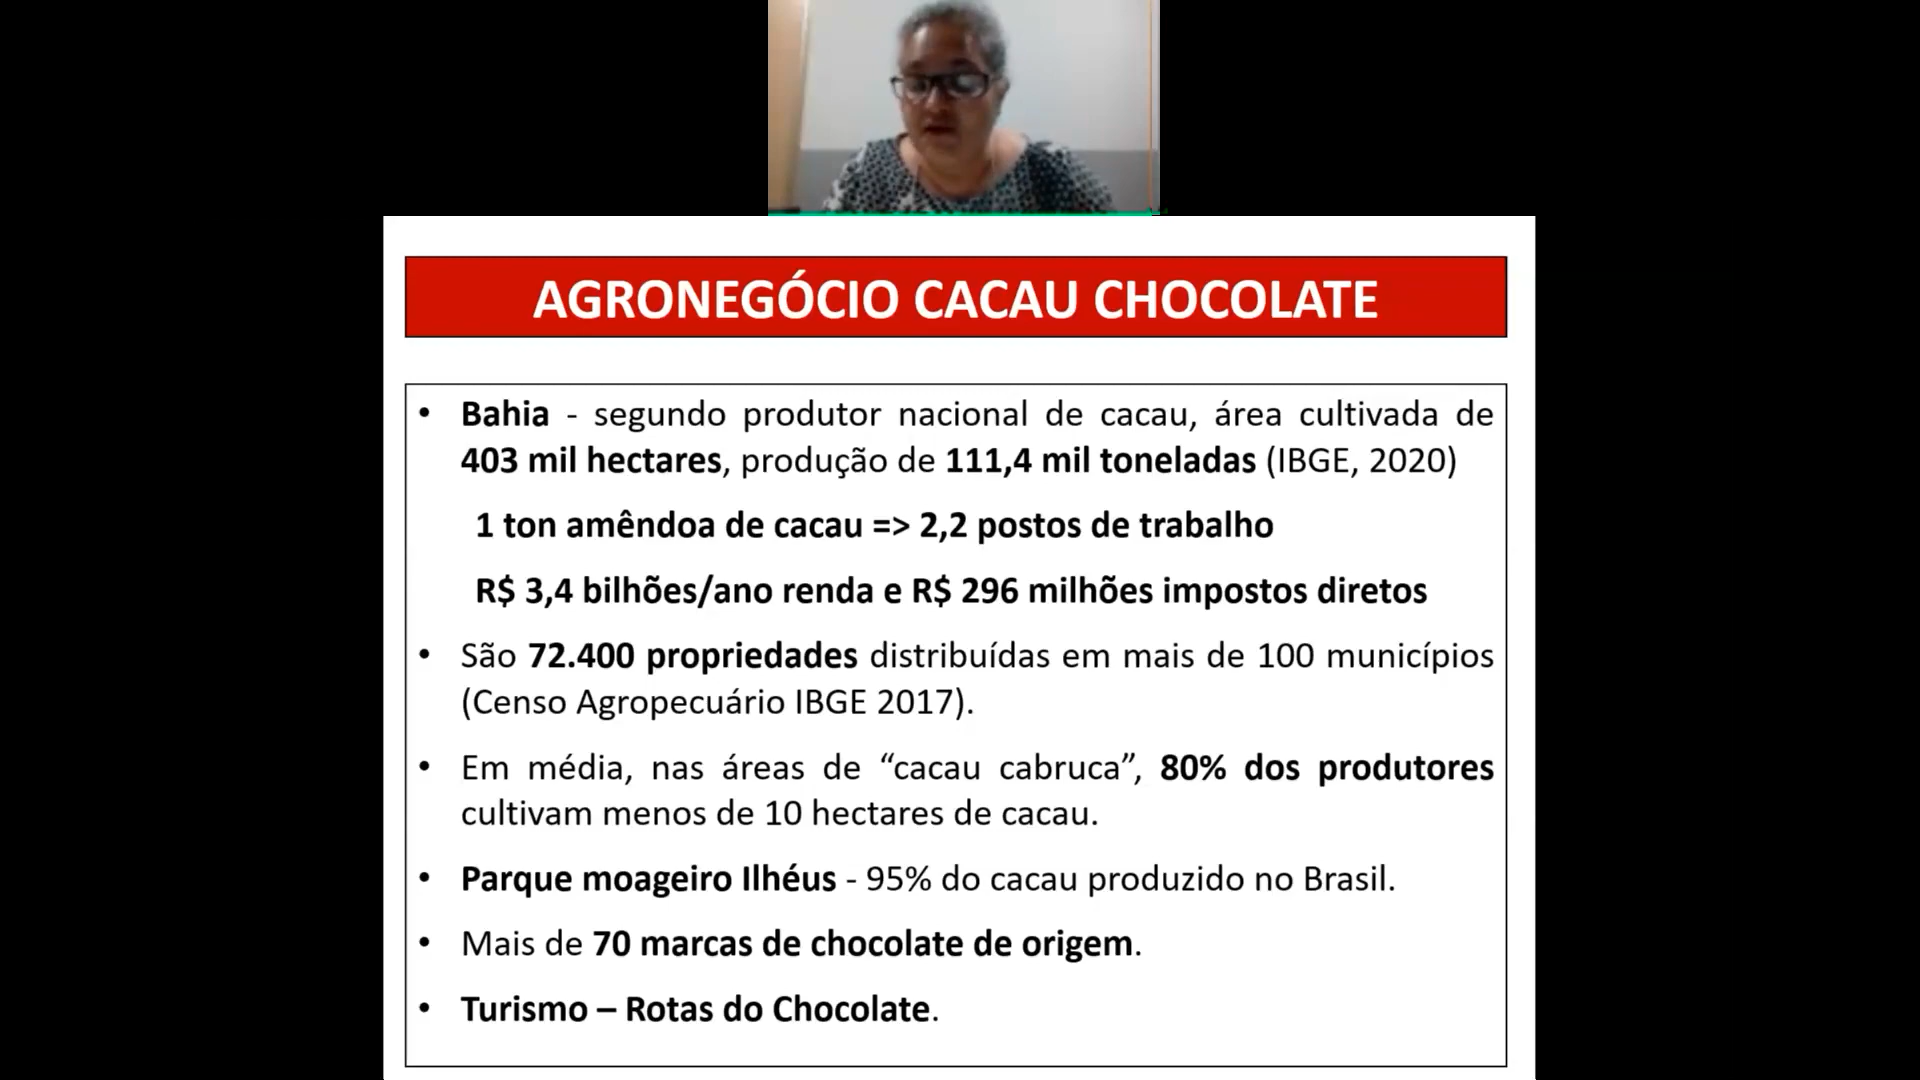 AGRONEGÓCIO CACAU CHOCOLATE
• Bahia - segundo produtor nacional de cacau, área cultivada de
403 mil hectares, produção de 111,4 mil toneladas (IBGE, 2020)
1 ton amêndoa de cacau => 2,2 postos de trabalho
R$ 3,4 bilhões/ano renda e R$ 296 milhões impostos diretos
• São 72.400 propriedades distribuídas em mais de 100 municípios
(Censo Agropecuário IBGE 2017).
• Em média, nas áreas de “cacau cabruca”, 80% dos produtores
cultivam menos de 10 hectares de cacau.
• Parque moageiro Ilhéus - 95% do cacau produzido no Brasil.
• Mais de 70 marcas de chocolate de origem.
• Turismo – Rotas do Chocolate.